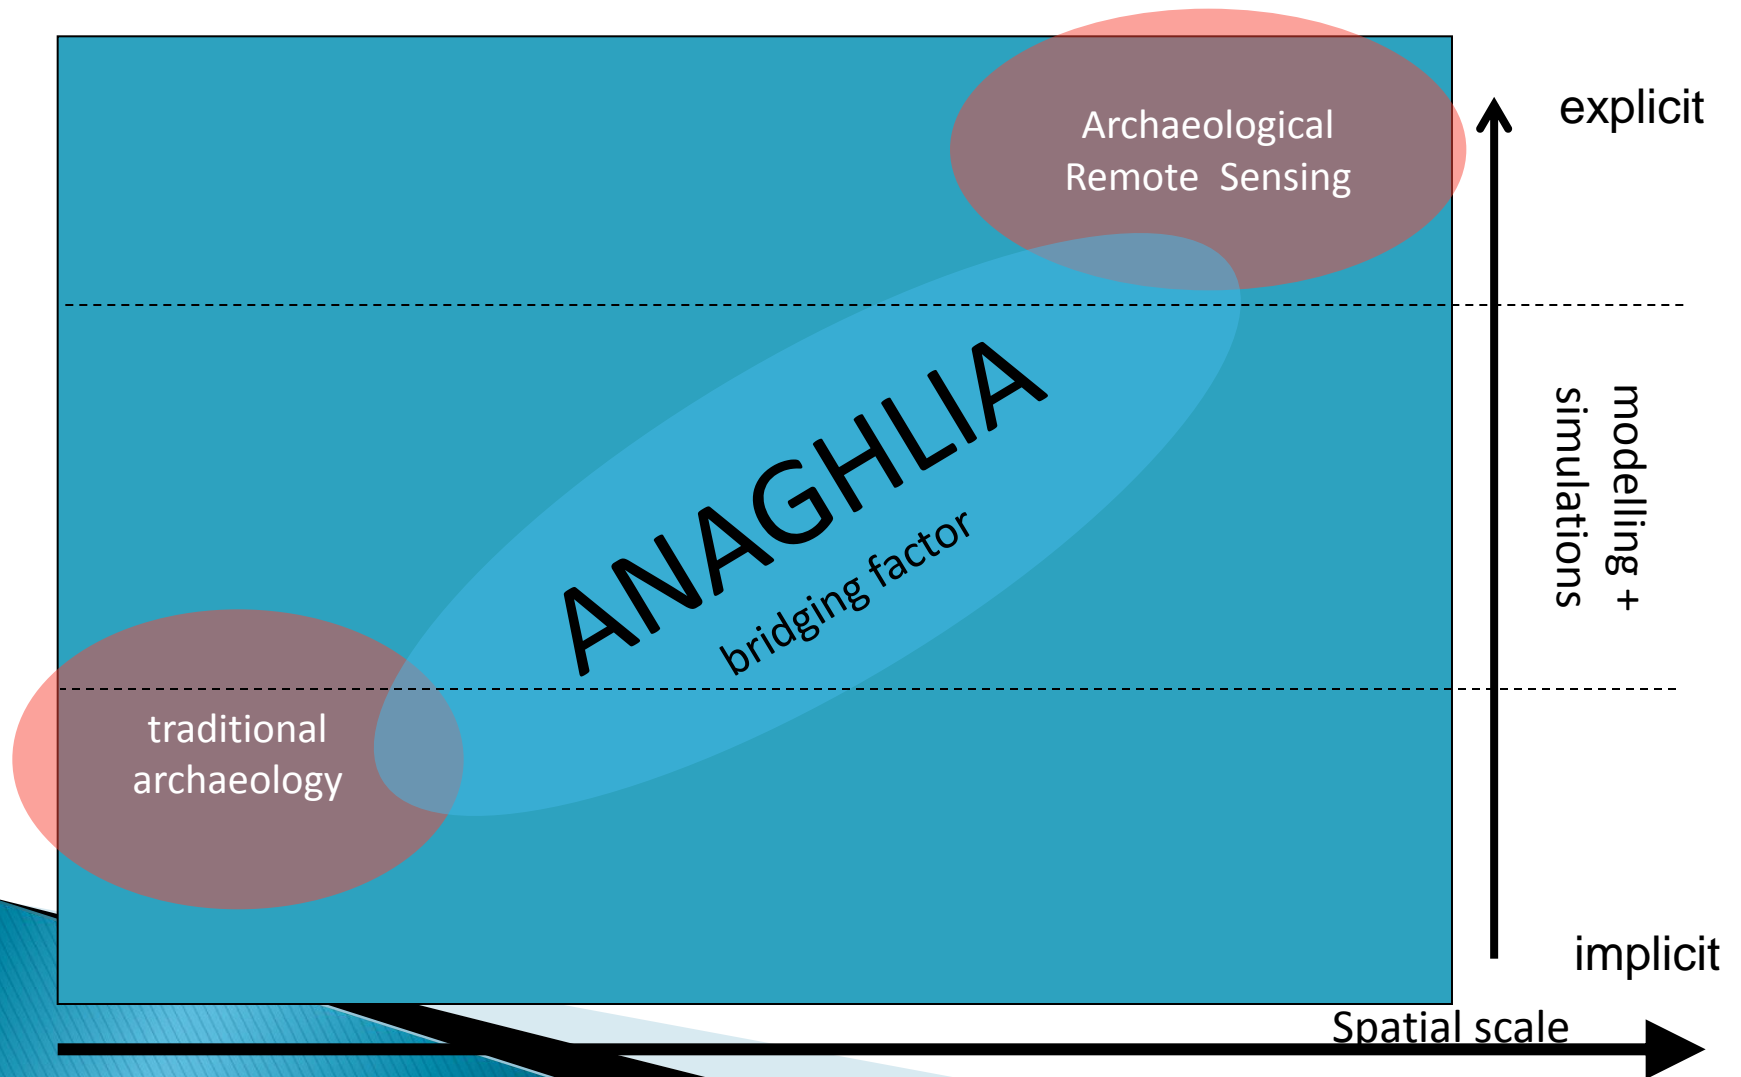 Archaeological
Remote Sensing
explicit
modelling +
simulations
ANAGHLIA
bridging factor
traditional
archaeology
implicit
Spatial scale